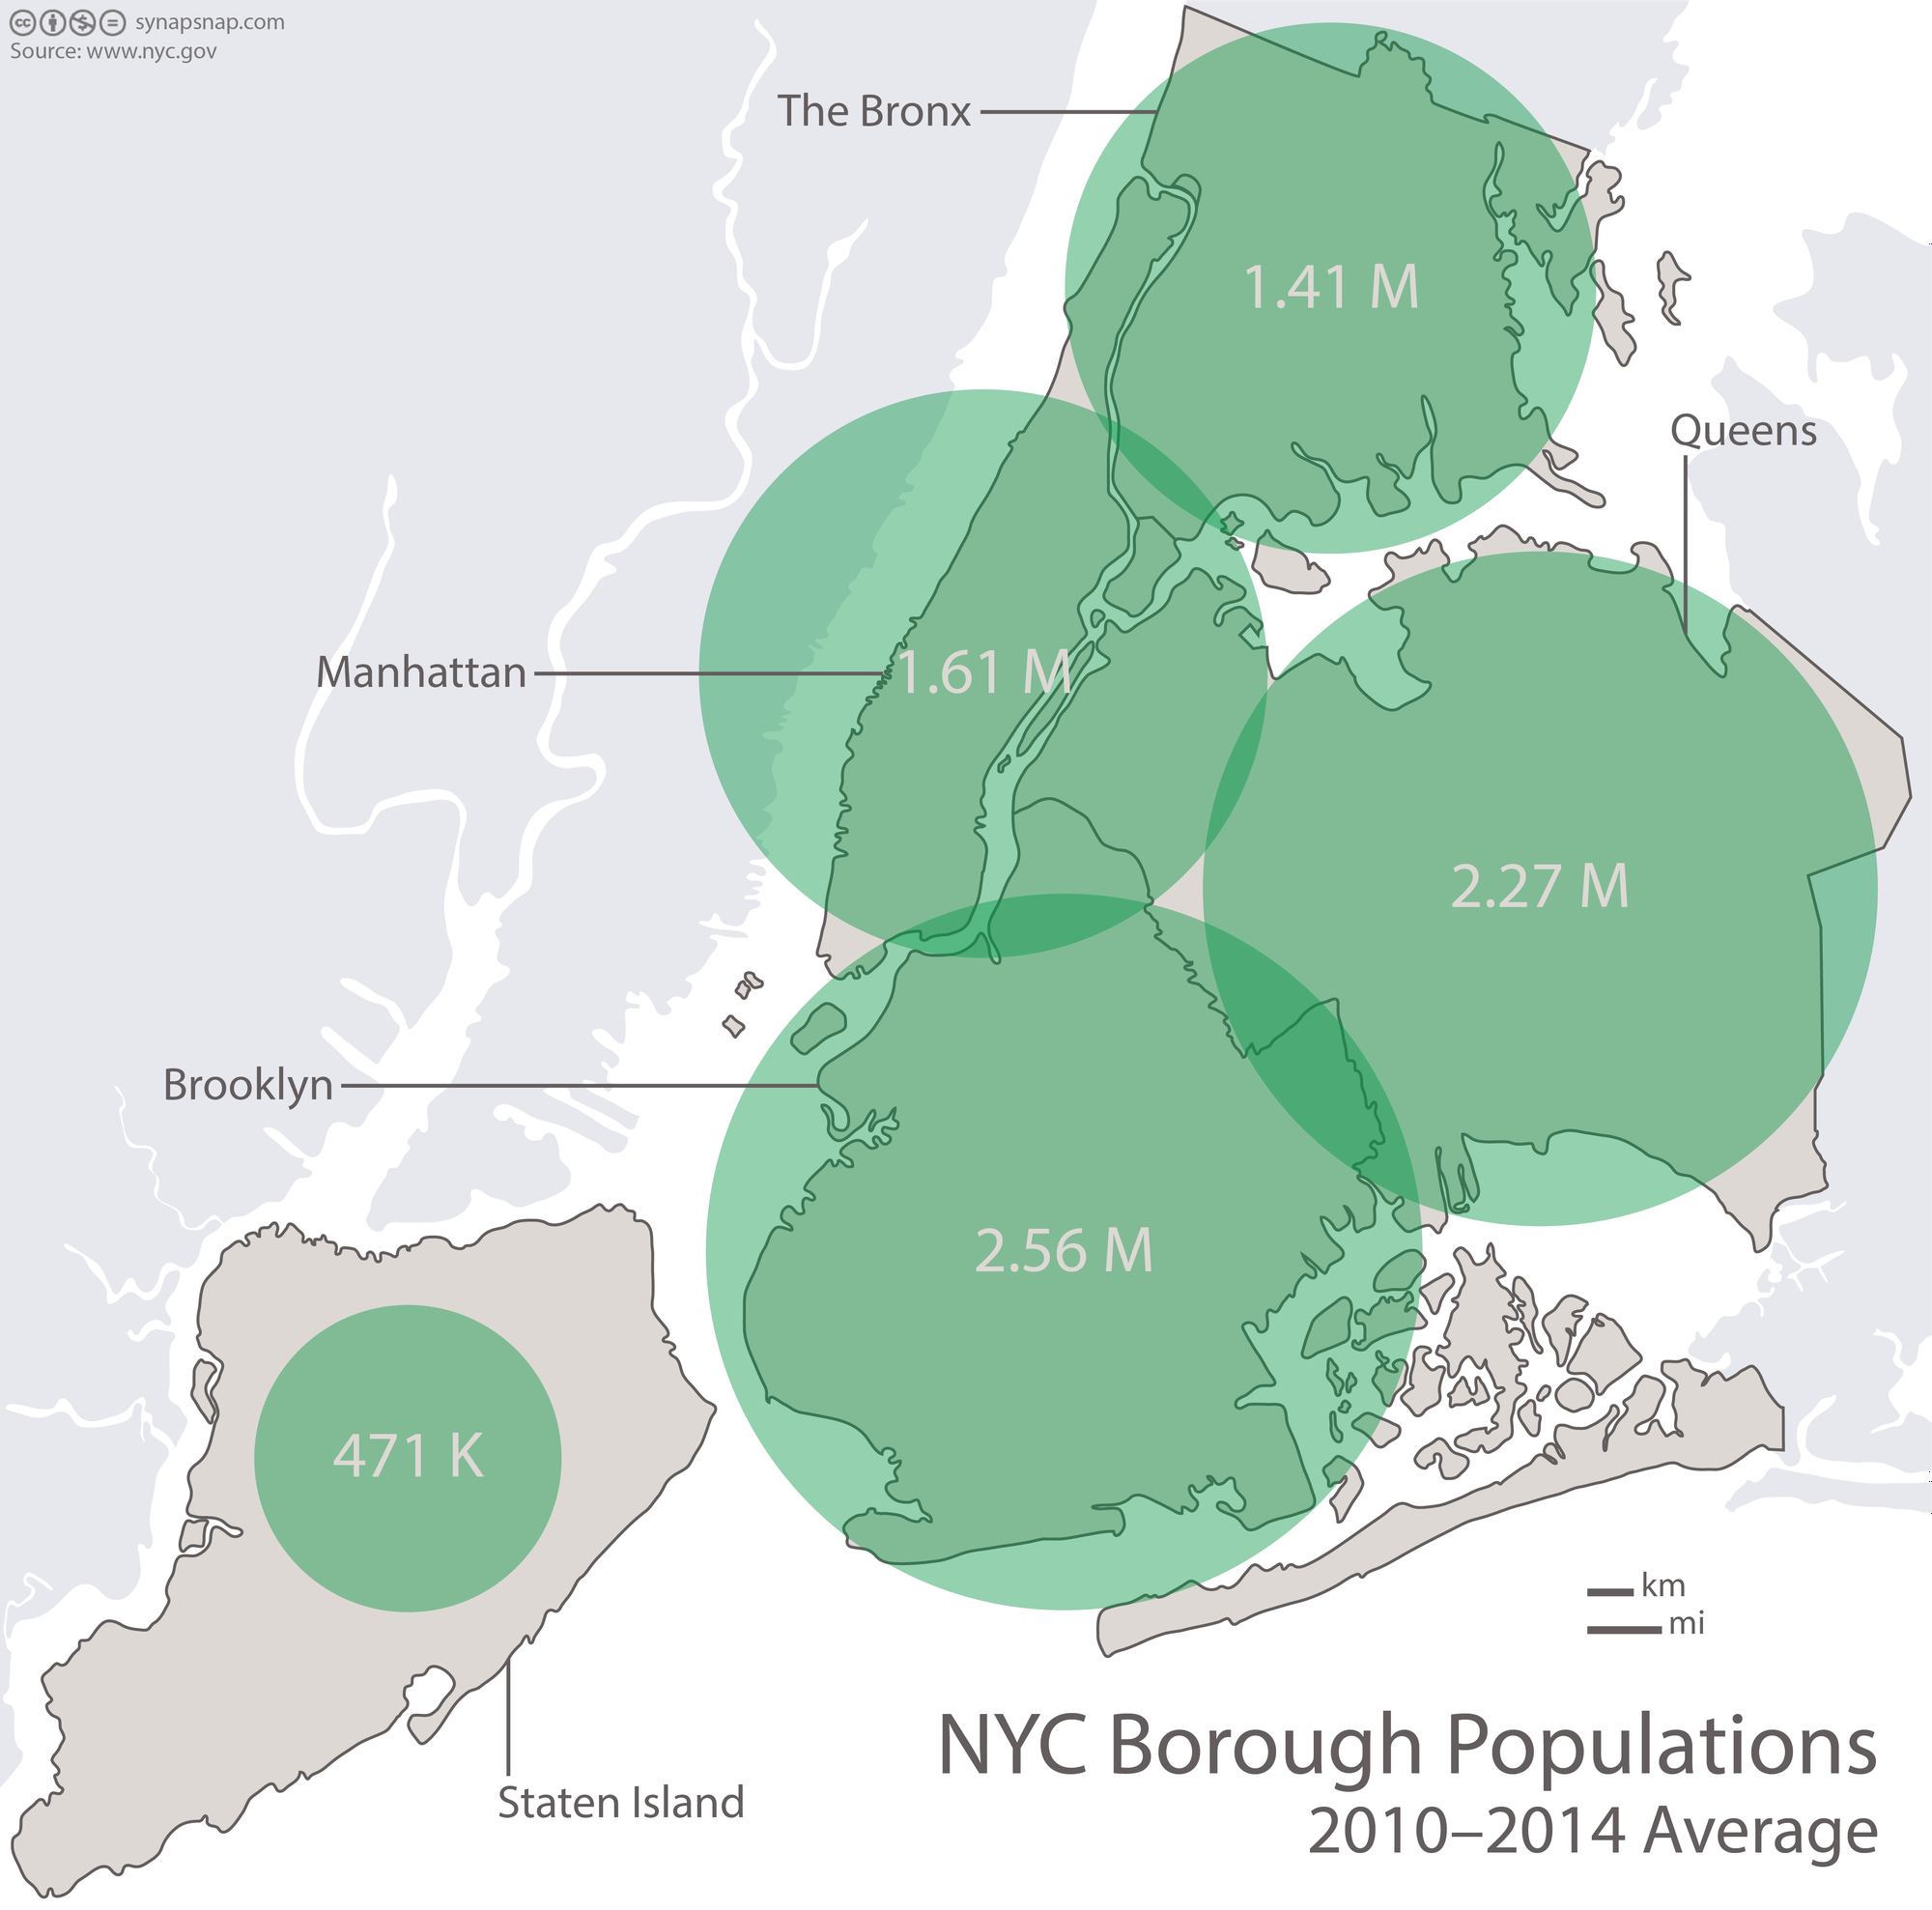 synapsnap.com
Source: www.nyc.gov
The Bronx
1.41 M
Queens
Manhattan
1.61 M
2.27 M
Brooklyn
2.56 M
471 K
km
mi
NYC Borough Populations
Staten Island
2010–2014 Average